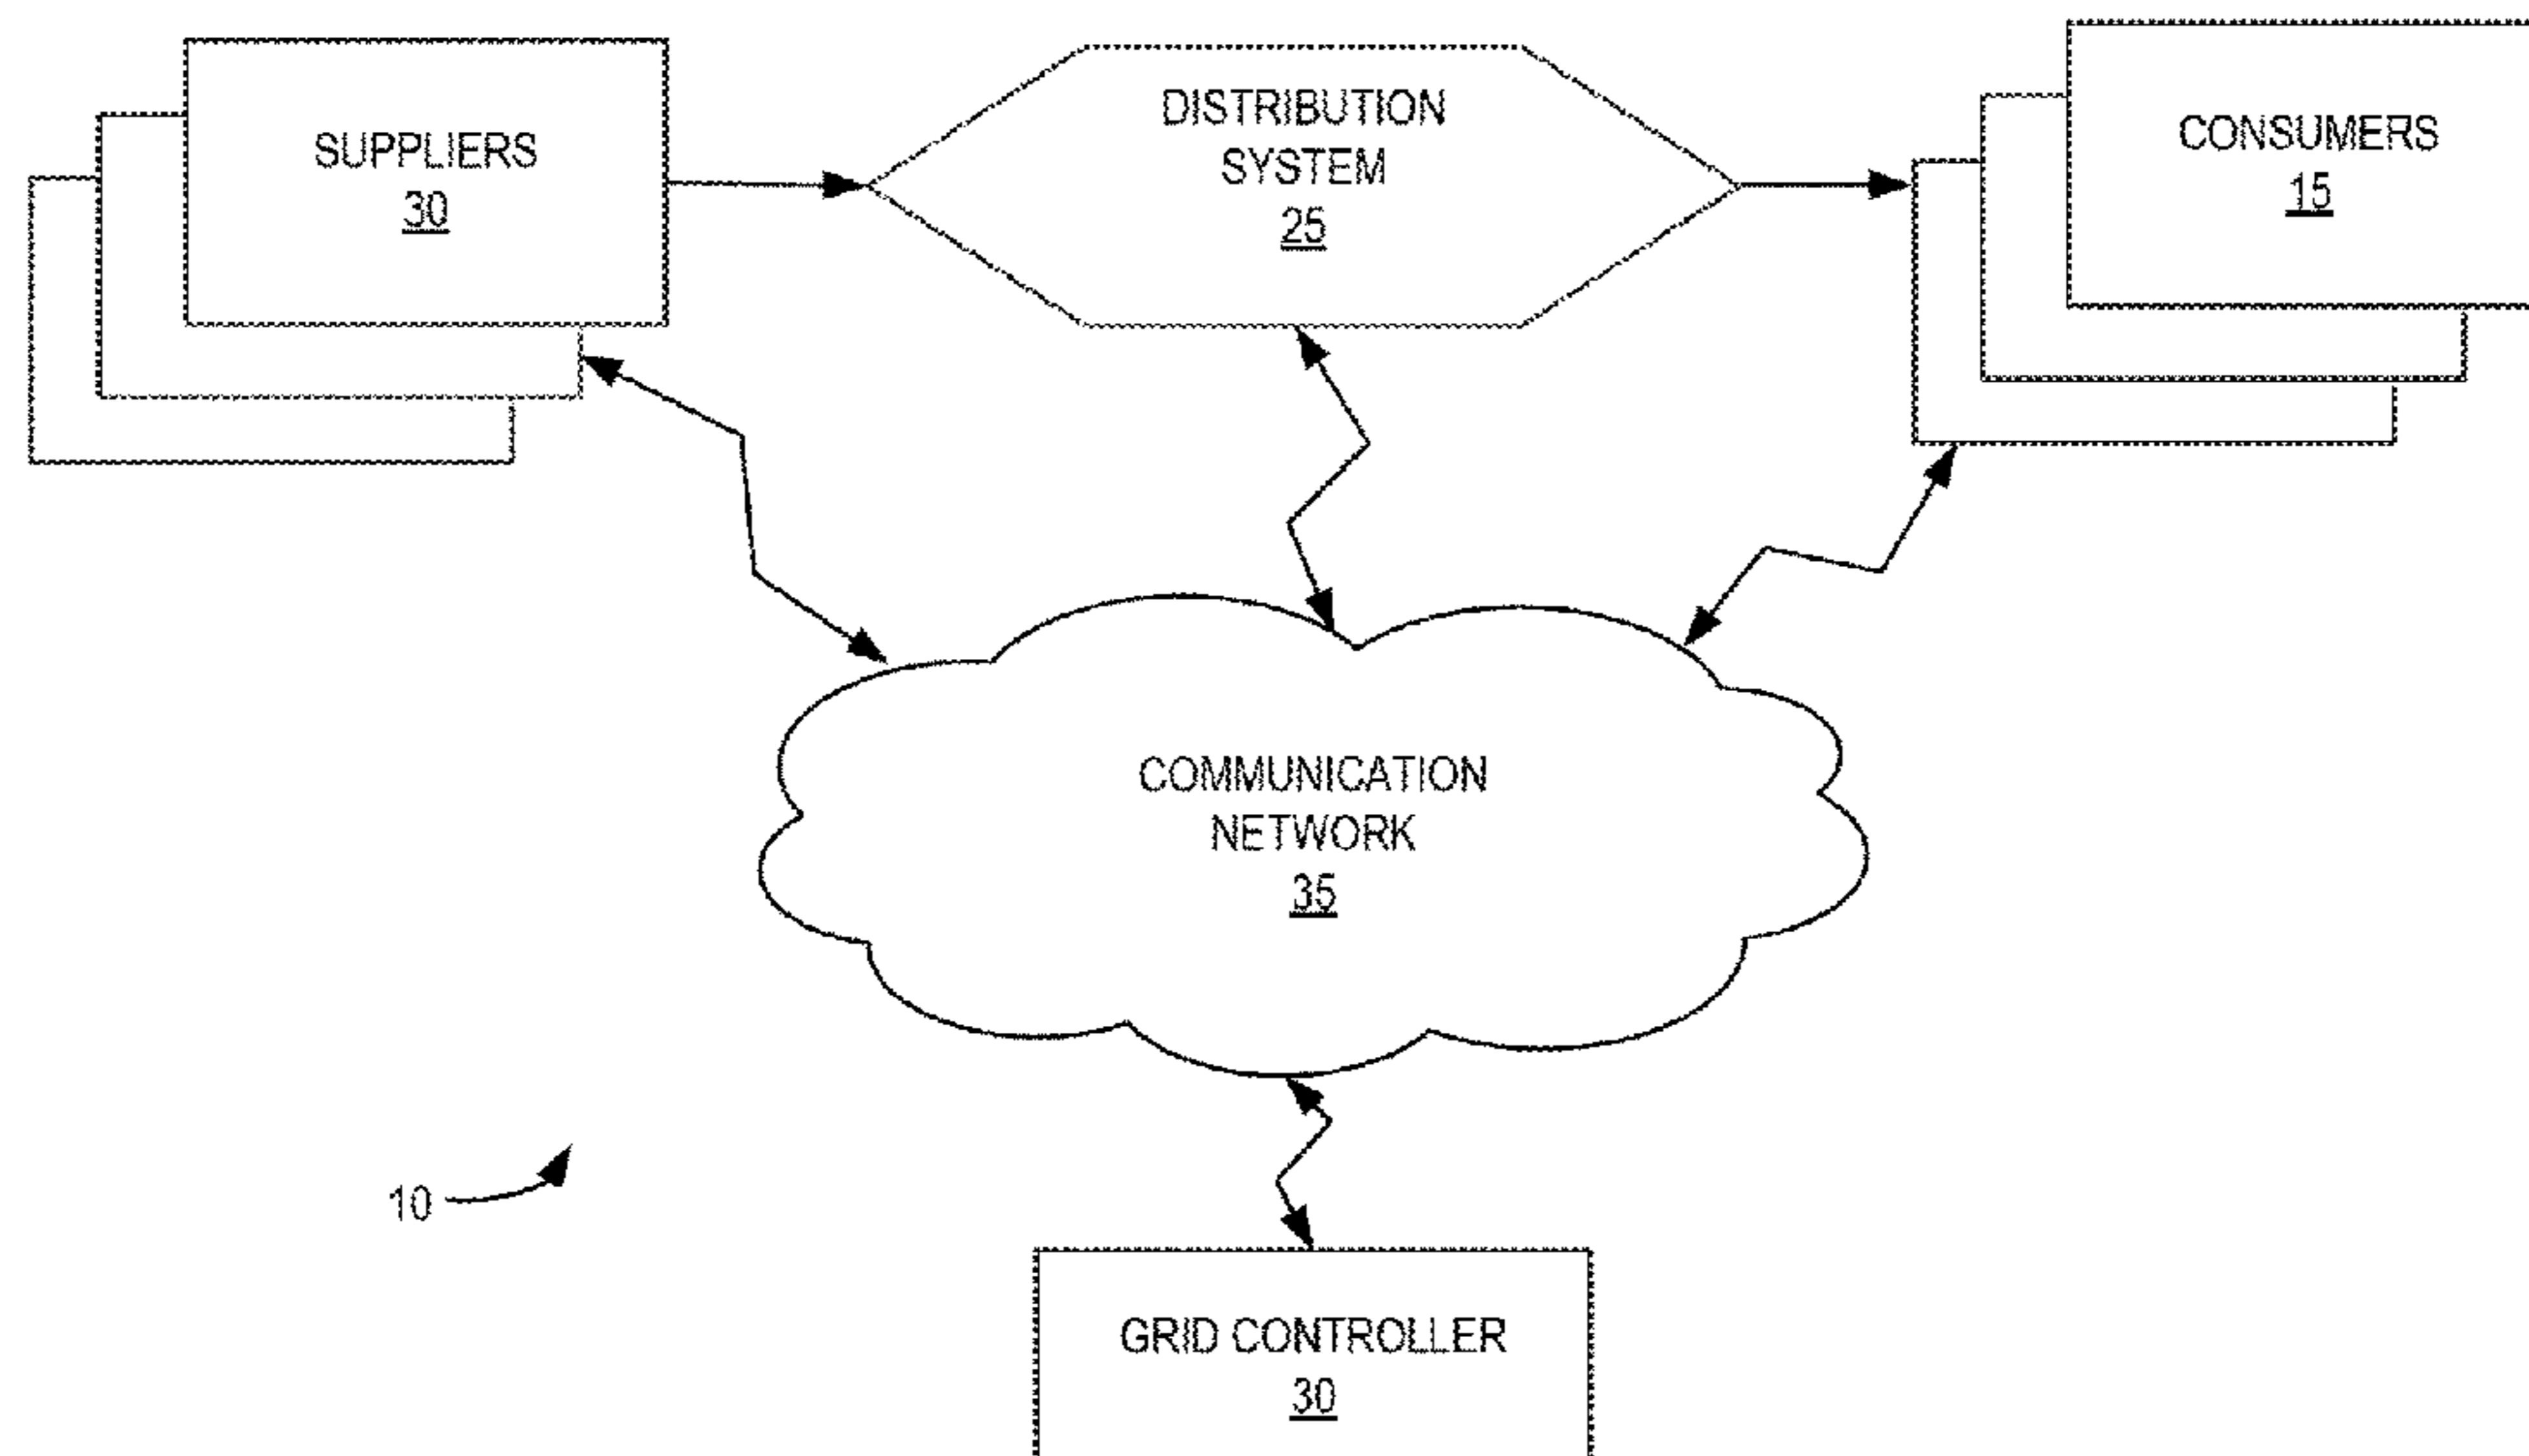 SUPPLIERS
30
DISTRIBUTION
SYSTEM
25
CONSUMERS
15
COMMUNICATION
NETWORK
35
10
GRID CONTROLLER
30